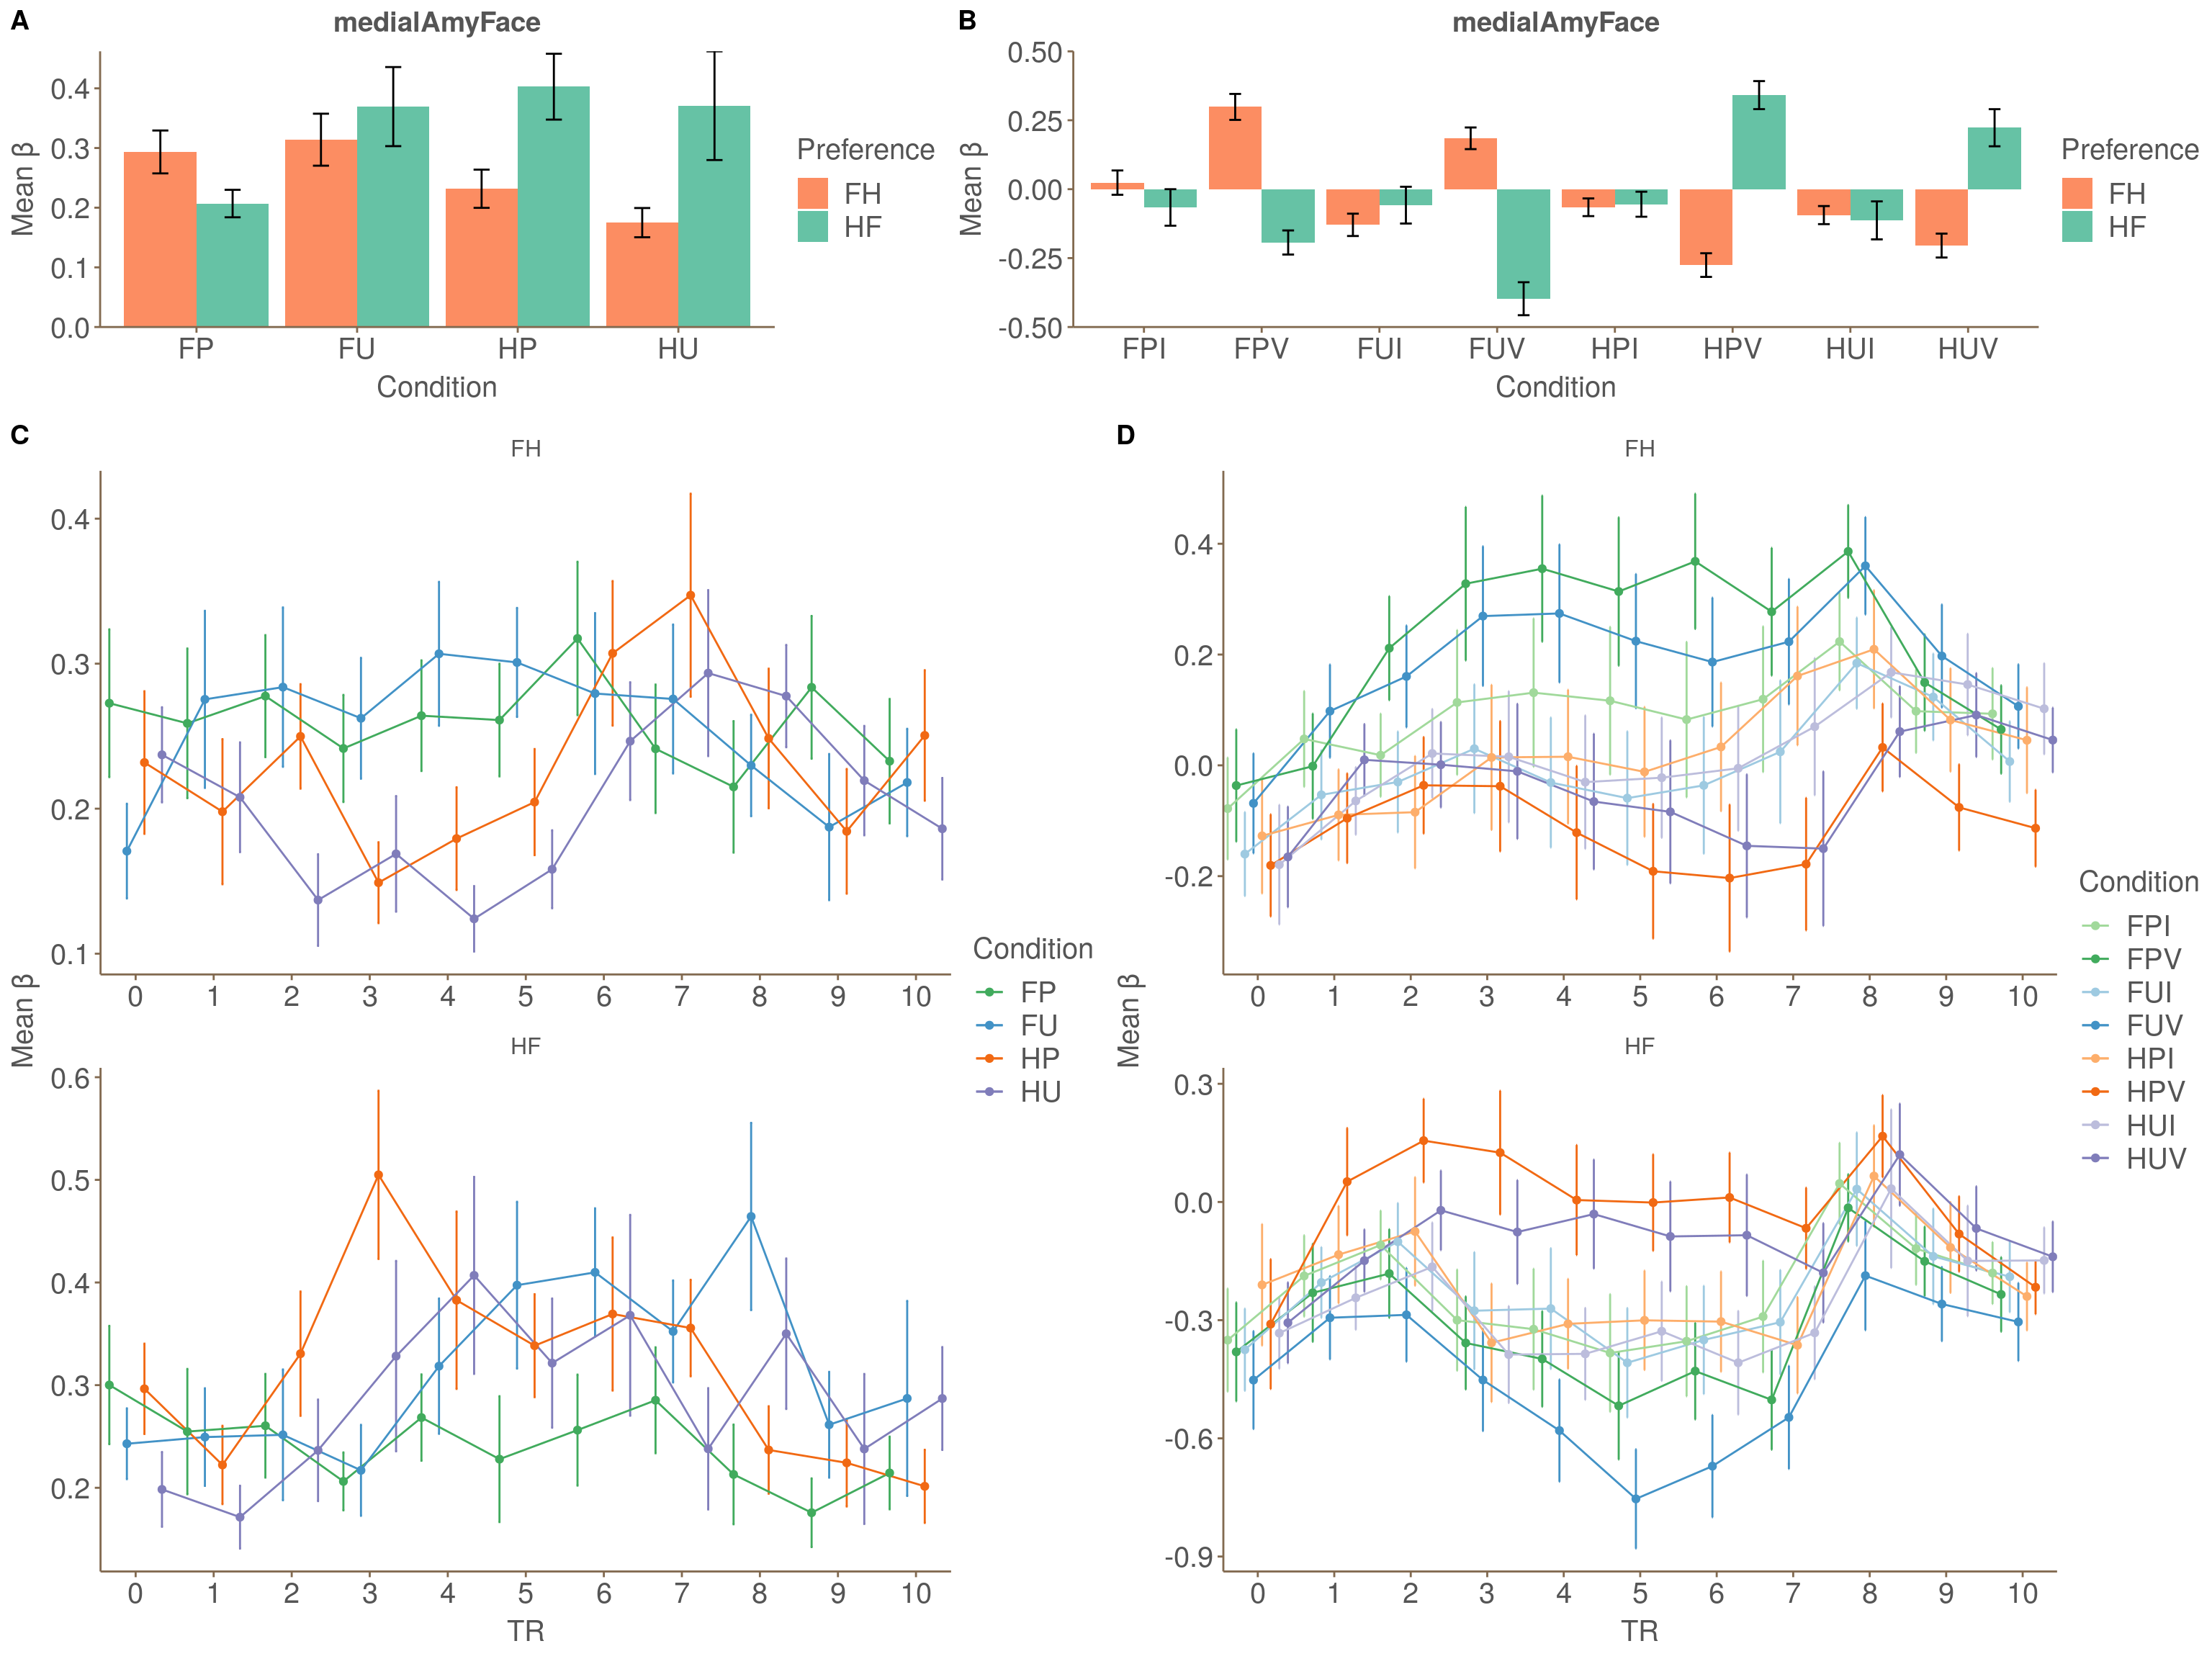 A
medialAmyFace
Mean β
0.4
0.3
0.2
0.1
0.0
FP FU HP HU
Condition
Preference
FH
HF
B
medialAmyFace
Mean β
0.50
0.25
0.00
-0.25
-0.50
FPI FPV FUI FUV HPI HPV HUI HUV
Condition
Preference
FH
HF
C
FH
0.4
0.3
0.2
0.1
0 1 2 3 4 5 6 7 8 9 10
Mean β
HF
0.6
0.5
0.4
0.3
0.2
0 1 2 3 4 5 6 7 8 9 10
TR
Condition
FP
FU
HP
HU
D
FH
0.4
0.2
0.0
-0.2
0 1 2 3 4 5 6 7 8 9 10
Mean β
HF
0.3
0.0
-0.3
-0.6
-0.9
0 1 2 3 4 5 6 7 8 9 10
TR
Condition
FPI
FPV
FUI
FUV
HPI
HPV
HUI
HUV